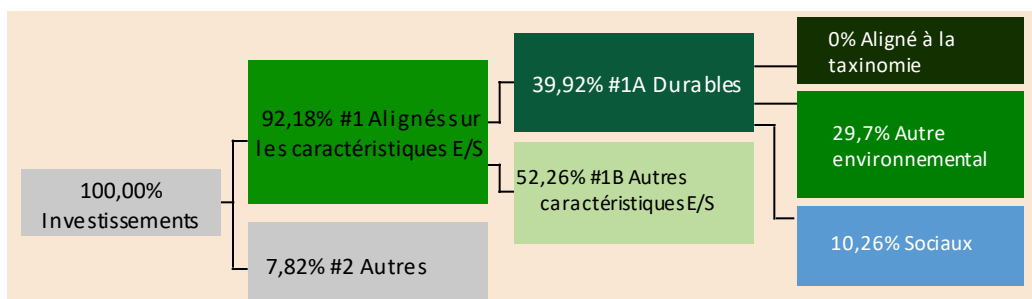 100,00%
Investissements
92,18% #1 Alignés sur
les caractéristiques E/S
7,82% #2 Autres
39,92% #1A Durables
52,26% #1B Autres
caractéristiques E/S
0% Aligné à la
taxinomie
29,7% Autre
environnemental
10,26% Sociaux